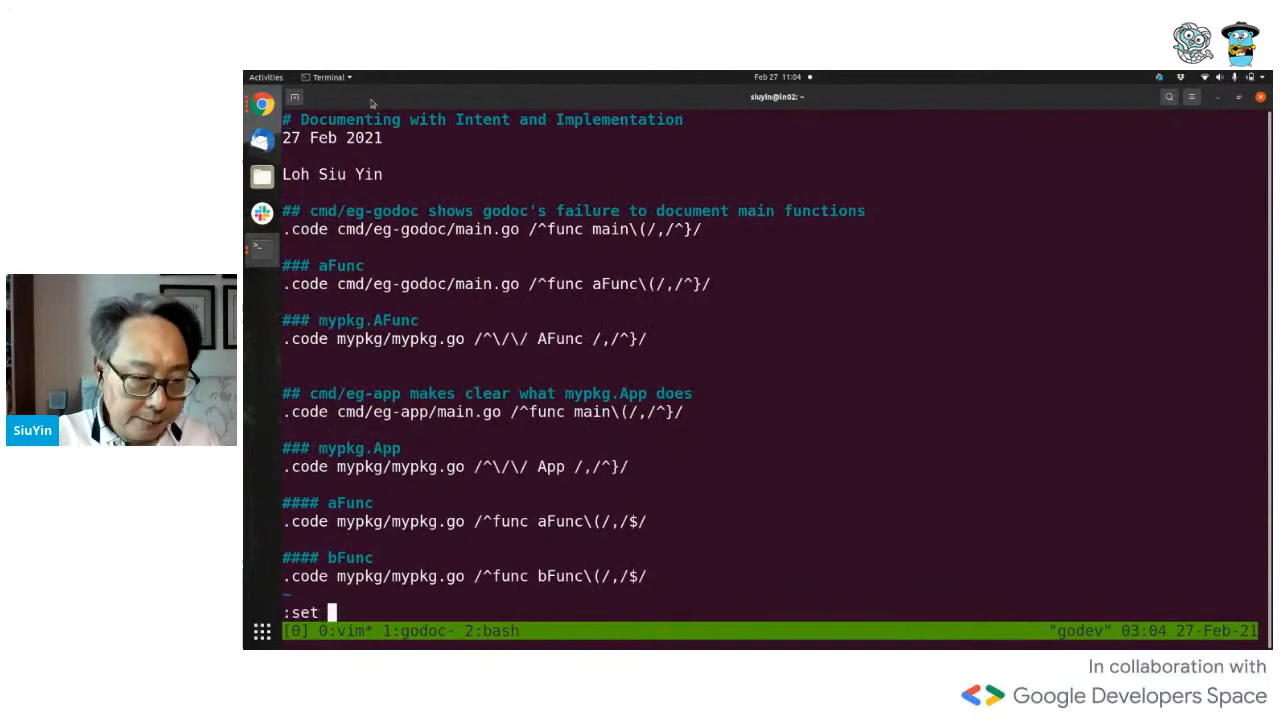 Activities
Terminal
Feb 27 11:04
siuyin@ln02: ~
# Documenting with Intent and Implementation
27 Feb 2021
Loh Siu Yin
## cmd/eg-godoc shows godoc's failure to document main functions
.code cmd/eg-godoc/main.go /^func main\(/,/^}/
### aFunc
.code cmd/eg-godoc/main.go /^func aFunc\(/,/^}/
### mypkg.AFunc
.code mypkg/mypkg.go /^\/\/ AFunc /,/^}/
## cmd/eg-app makes clear what mypkg.App does
.code cmd/eg-app/main.go /^func main\(/,/^}/
### mypkg.App
.code mypkg/mypkg.go /^\/\/ App /,/^}/
#### aFunc
.code mypkg/mypkg.go /^func aFunc\(/,/$/
#### bFunc
.code mypkg/mypkg.go /^func bFunc\(/,/$/
~
:set
[0] 0:vim* 1:godoc- 2:bash
"godev" 03:04 27-Feb-21
SiuYin
In collaboration with
Google Developers Space